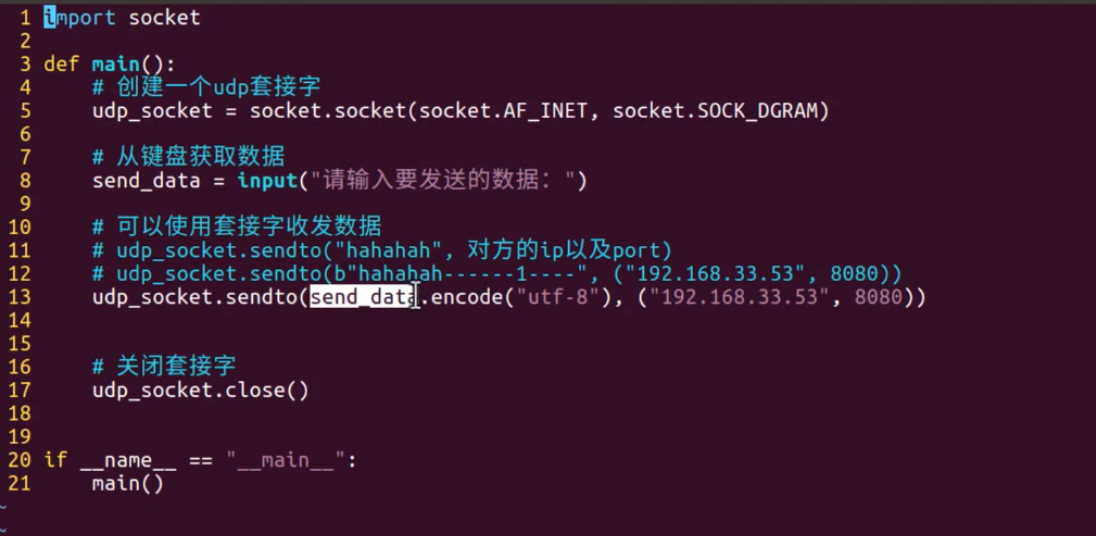 1 import socket
2
3 def main():
4     # 创建一个udp套接字
5     udp_socket = socket.socket(socket.AF_INET, socket.SOCK_DGRAM)
6
7     # 从键盘获取数据
8     send_data = input("请输入要发送的数据：")
9
10     # 可以使用套接字收发数据
11     # udp_socket.sendto("hahahah", 对方的ip以及port)
12     # udp_socket.sendto(b"hahahah------1----", ("192.168.33.53", 8080))
13     udp_socket.sendto(send_data.encode("utf-8"), ("192.168.33.53", 8080))
14
15
16     # 关闭套接字
17     udp_socket.close()
18
19
20 if __name__ == "__main__":
21     main()
~
~